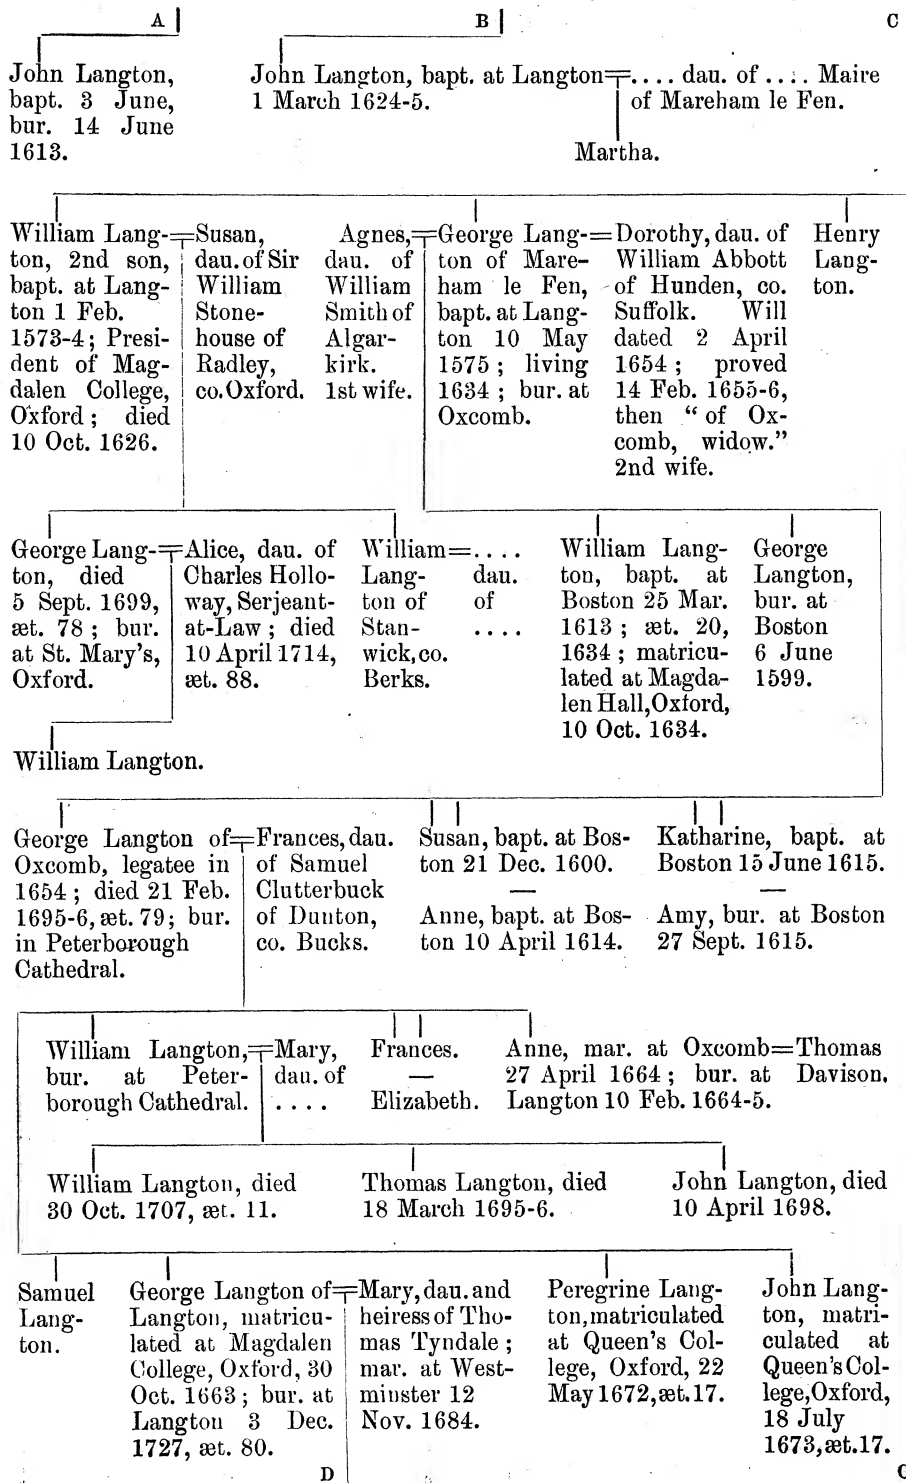 A B C
John Langton,
bapt. 3 June,
bur. 14 June
1613.
John Langton, bapt. at Langton=.... dau. of .... Maire
1 March 1624-5. of Mareham le Fen.
Martha.
William Lang-
ton, 2nd son,
bapt. at Lang-
ton 1 Feb.
1573-4; Presi-
dent of Mag-
dalen College,
Oxford; died
10 Oct. 1626.
=Susan,
dau. of Sir
William
Stone-
house of
Radley,
co. Oxford.
Agnes,
dau. of
William
Smith of
Algar-
kirk.
1st wife.
=George Lang-
ton of Mare-
ham le Fen,
bapt. at Lang-
ton 10 May
1575; living
1634; bur. at
Oxcomb.
=Dorothy, dau. of
William Abbott
of Hunden, co.
Suffolk. Will
dated 2 April
1654; proved
14 Feb. 1655-6,
then “of Ox-
comb, widow.”
2nd wife.
Henry
Lang-
ton.
George Lang-
ton, died
5 Sept. 1699,
æt. 78; bur.
at St. Mary's,
Oxford.
=Alice, dau. of
Charles Hollo-
way, Serjeant-
at-Law; died
10 April 1714,
æt. 88.
William
Lang-
ton of
Stan-
wick, co.
Berks.
=....
dau.
of
....
William Lang-
ton, bapt. at
Boston 25 Mar.
1613; æt. 20,
1634; matricu-
lated at Magda-
len Hall, Oxford,
10 Oct. 1634.
George
Langton,
bur. at
Boston
6 June
1599.
William Langton.
George Langton of
Oxcomb, legatee in
1654; died 21 Feb.
1695-6, æt. 79; bur.
in Peterborough
Cathedral.
=Frances, dau.
of Samuel
Clutterbuck
of Dunton,
co. Bucks.
Susan, bapt. at Bos-
ton 21 Dec. 1600.
—
Anne, bapt. at Bos-
ton 10 April 1614.
Katharine, bapt. at
Boston 15 June 1615.
—
Amy, bur. at Boston
27 Sept. 1615.
William Langton,
bur. at Peter-
borough Cathedral.
=Mary,
dau. of
....
Frances.
—
Elizabeth.
Anne, mar. at Oxcomb
27 April 1664; bur. at
Langton 10 Feb. 1664-5.
=Thomas
Davison.
William Langton, died
30 Oct. 1707, æt. 11.
Thomas Langton, died
18 March 1695-6.
John Langton, died
10 April 1698.
Samuel
Lang-
ton.
George Langton of
Langton, matricu-
lated at Magdalen
College, Oxford, 30
Oct. 1663; bur. at
Langton 3 Dec.
1727, æt. 80.
=Mary, dau. and
heiress of Tho-
mas Tyndale;
mar. at West-
minster 12
Nov. 1684.
Peregrine Lang-
ton, matriculated
at Queen's Col-
lege, Oxford, 22
May 1672, æt. 17.
John Lang-
ton, matri-
culated at
Queen's Col-
lege, Oxford,
18 July
1673, æt. 17.
D